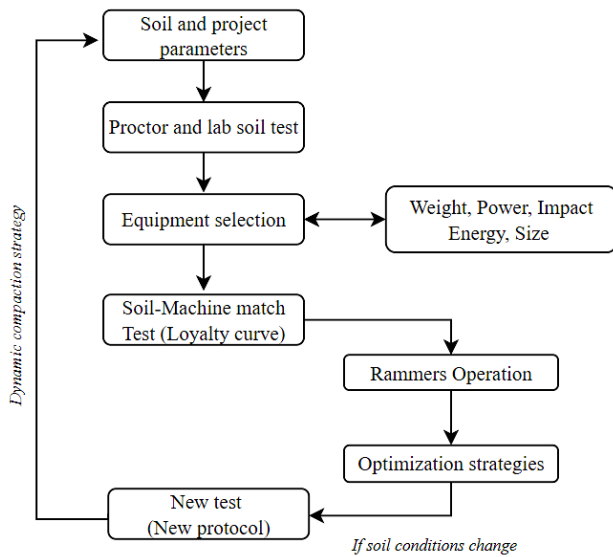 Soil and project
parameters
Proctor and lab soil test
Equipment selection
Weight, Power, Impact
Energy, Size
Soil-Machine match
Test (Loyalty curve)
Rammers Operation
Optimization strategies
New test
(New protocol)
If soil conditions change
Dynamic compaction strategy